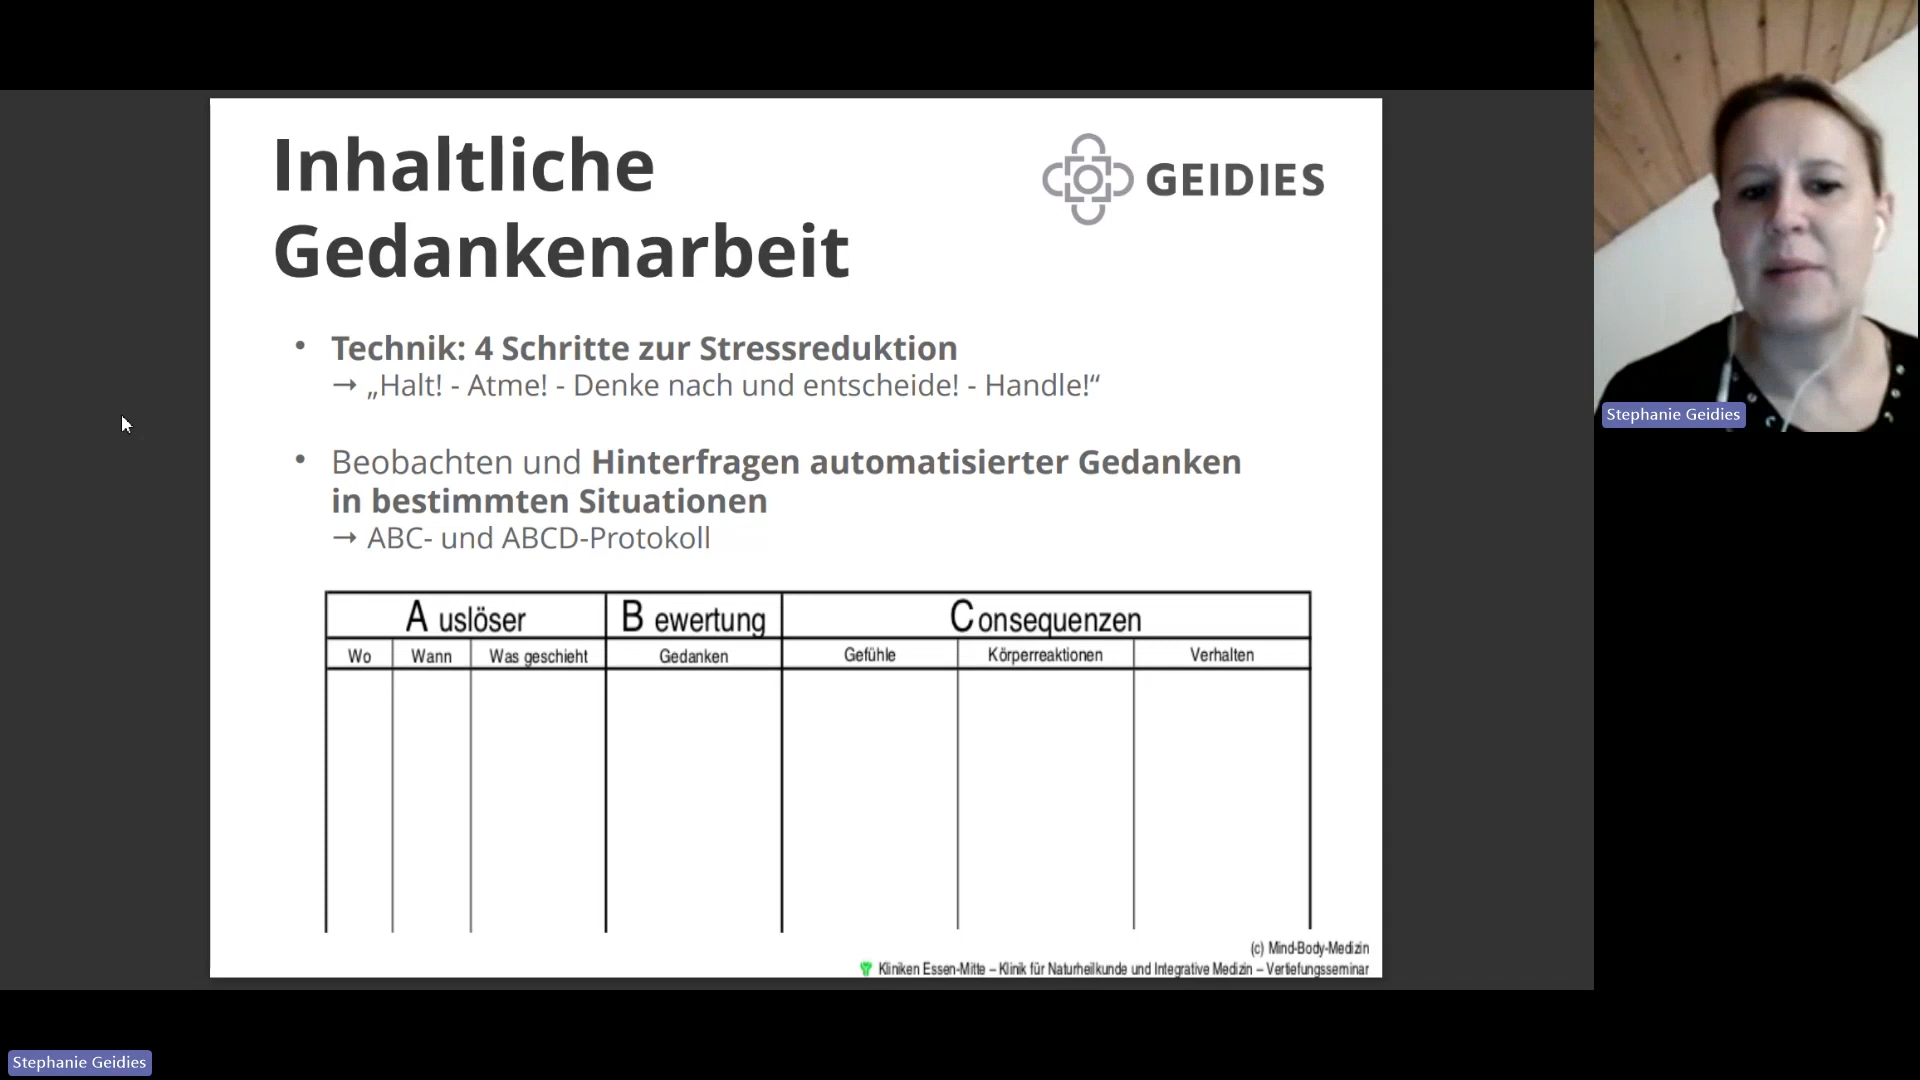 Inhaltliche
Gedankenarbeit
GEIDIES
• Technik: 4 Schritte zur Stressreduktion
→ „Halt! - Atme! - Denke nach und entscheide! - Handle!“
• Beobachten und Hinterfragen automatisierter Gedanken
in bestimmten Situationen
→ ABC- und ABCD-Protokoll
A uslöser B ewertung C onsequenzen
Wo Wann Was geschieht Gedanken Gefühle Körperreaktionen Verhalten
(c) Mind-Body-Medizin
Kliniken Essen-Mitte – Klinik für Naturheilkunde und Integrative Medizin – Vertiefungsseminar
Stephanie Geidies
Stephanie Geidies